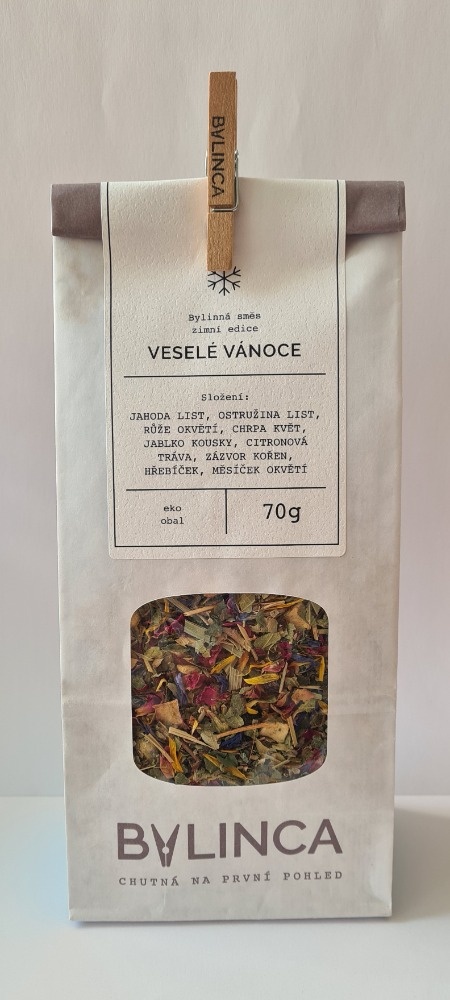 BYLINCA
Bylinná směs
zimní edice
VESELÉ VÁNOCE
Složení:
JAHODA LIST, OSTRUŽINA LIST,
RŮŽE OKVĚTÍ, CHRPA KVĚT,
JABLKO KOUSKY, CITRONOVÁ
TRÁVA, ZÁZVOR KOŘEN,
HŘEBÍČEK, MĚSÍČEK OKVĚTÍ
eko
obal
70g
BYLINCA
CHUTNÁ NA PRVNÍ POHLED